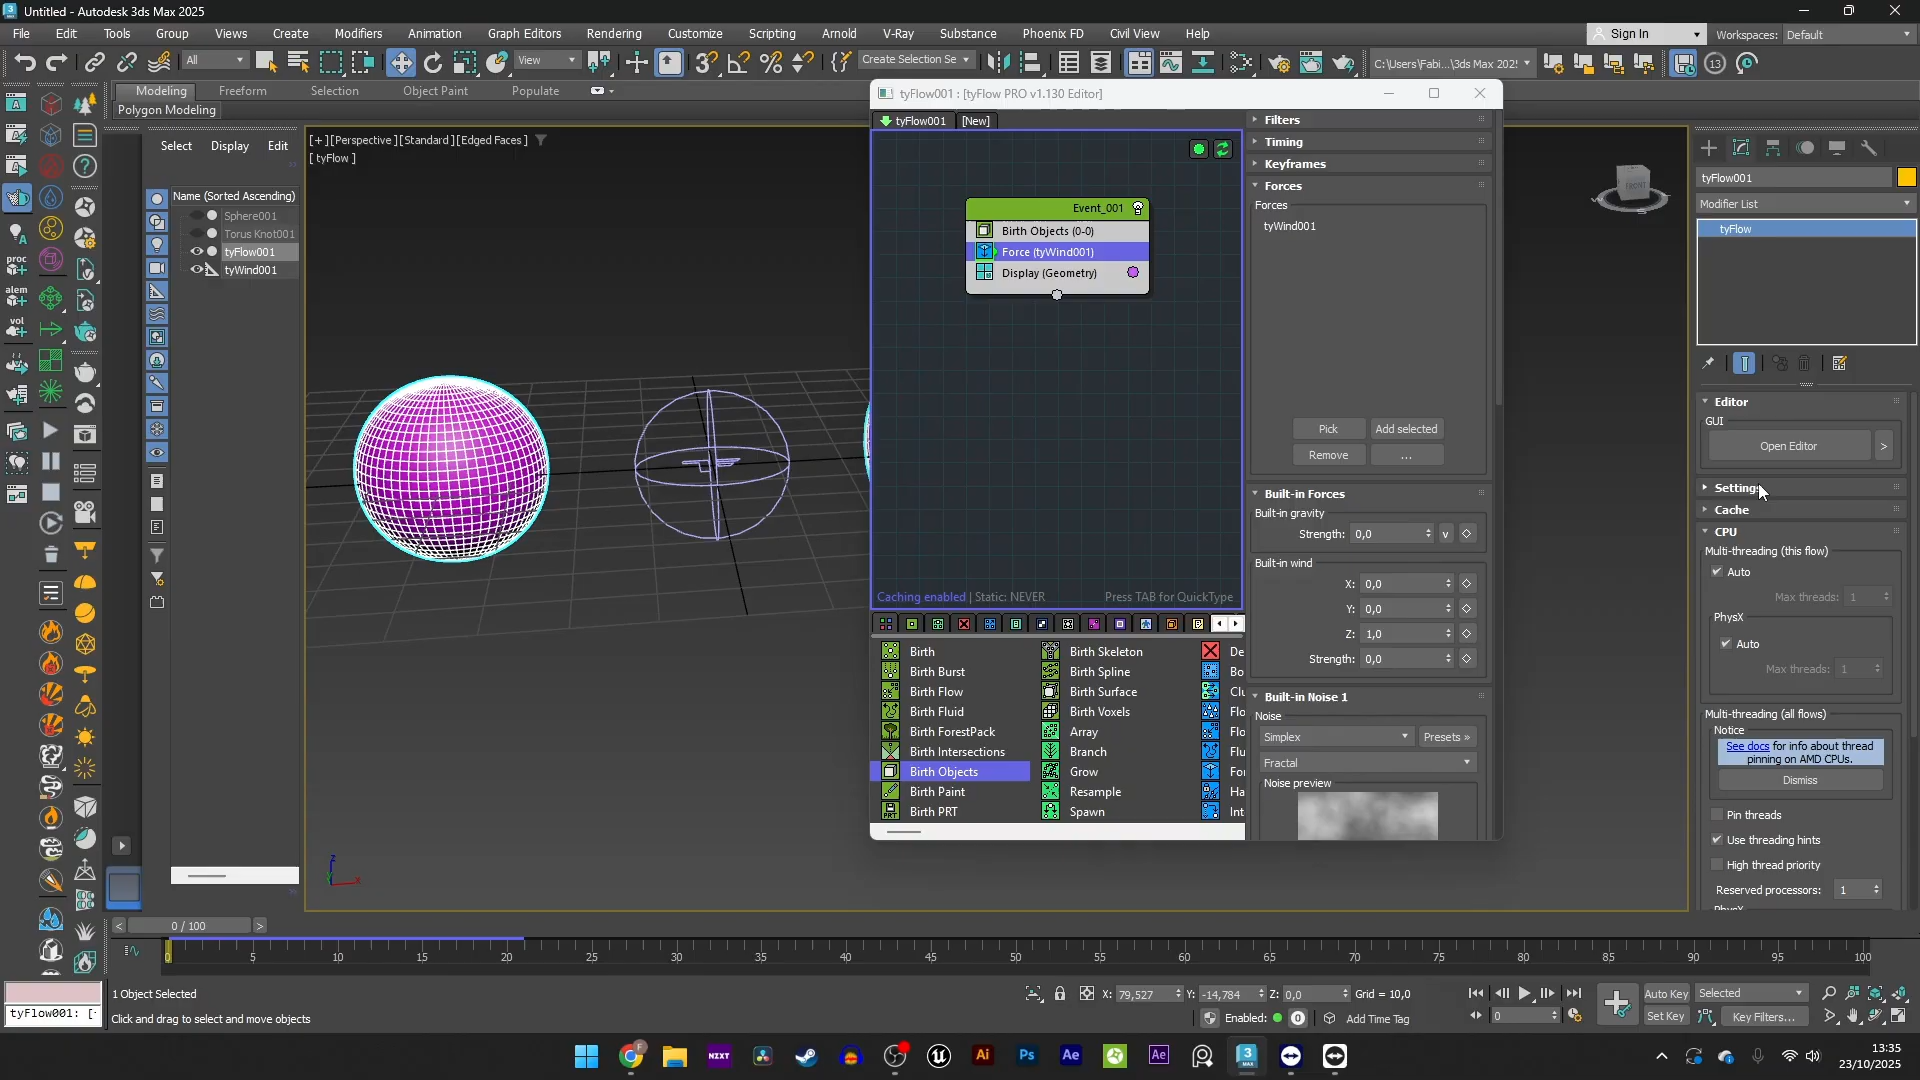 Untitled - Autodesk 3ds Max 2025
File Edit Tools Group Views Create Modifiers Animation Graph Editors Rendering Customize Scripting Arnold V-Ray Substance Phoenix FD Civil View Help
Sign In
Workspaces: Default
All
View
Create Selection Se
C:\Users\Fabi...\3ds Max 202
13
Modeling Freeform Selection Object Paint Populate
Polygon Modeling
Select Display Edit
Name (Sorted Ascending)
Sphere001
Torus Knot001
tyFlow001
tyWind001
proc
alem
vol
[+] [Perspective] [Standard] [Edged Faces]
[ tyFlow ]
FRONT
tyFlow001 : [tyFlow PRO v1.130 Editor]
tyFlow001 [New]
Event_001
Birth Objects (0-0)
Force (tyWind001)
Display (Geometry)
Caching enabled | Static: NEVER
Press TAB for QuickType
Birth
Birth Burst
Birth Flow
Birth Fluid
Birth ForestPack
Birth Intersections
Birth Objects
Birth Paint
Birth PRT
Birth Skeleton
Birth Spline
Birth Surface
Birth Voxels
Array
Branch
Grow
Resample
Spawn
De
Bo
Clu
Flo
Flo
Flu
For
Ha
Int
Filters
Timing
Keyframes
Forces
Forces
tyWind001
Pick Add selected
Remove ...
Built-in Forces
Built-in gravity
Strength: 0,0 v
Built-in wind
X: 0,0
Y: 0,0
Z: 1,0
Strength: 0,0
Built-in Noise 1
Noise
Simplex Presets »
Fractal
Noise preview
tyFlow001
Modifier List
tyFlow
Editor
GUI
Open Editor >
Settings
Cache
CPU
Multi-threading (this flow)
Auto
Max threads: 1
PhysX
Auto
Max threads: 1
Multi-threading (all flows)
Notice
See docs for info about thread
pinning on AMD CPUs.
Dismiss
Pin threads
Use threading hints
High thread priority
Reserved processors: 1
PhysX
z
x
< 0 / 100 >
0 5 10 15 20 25 30 35 40 45 50 55 60 65 70 75 80 85 90 95 100
1 Object Selected
X: 79,527 Y: -14,784 Z: 0,0 Grid = 10,0
Auto Key Selected
tyFlow001: [
Click and drag to select and move objects
Enabled: 0 Add Time Tag
0
Set Key Key Filters...
NZXT
Ai
Ps
Ae
Ae
3
MAX
13:35
23/10/2025